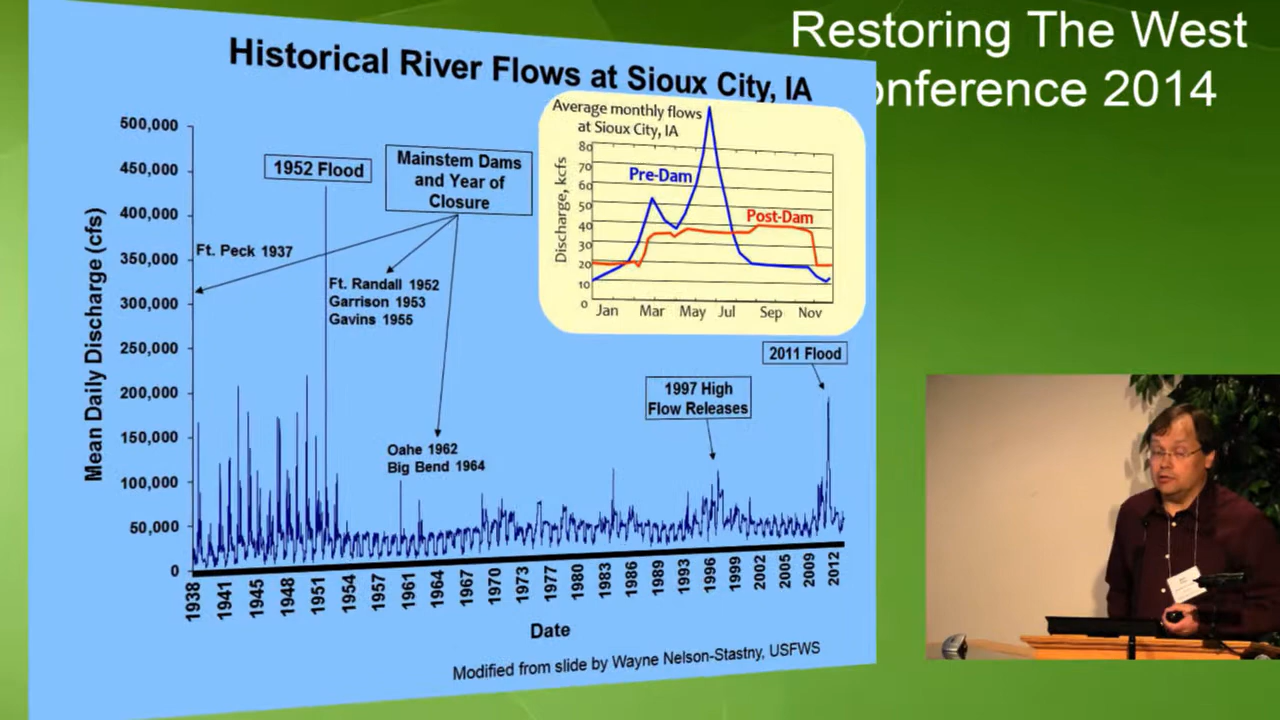 Restoring The West
onference 2014
Historical River Flows at Sioux City, IA
Mean Daily Discharge (cfs)
500,000
450,000
400,000
350,000
300,000
250,000
200,000
150,000
100,000
50,000
0
1952 Flood
Mainstem Dams
and Year of
Closure
Ft. Peck 1937
Ft. Randall 1952
Garrison 1953
Gavins 1955
Oahe 1962
Big Bend 1964
Average monthly flows
at Sioux City, IA
Discharge, kcfs
80
70
60
50
40
30
20
10
0
Pre-Dam
Post-Dam
Jan Mar May Jul Sep Nov
2011 Flood
1997 High
Flow Releases
1938 1941 1945 1948 1951 1954 1957 1961 1964 1967 1970 1973 1977 1980 1983 1986 1989 1993 1996 1999 2002 2005 2009 2012
Date
Modified from slide by Wayne Nelson-Stastny, USFWS